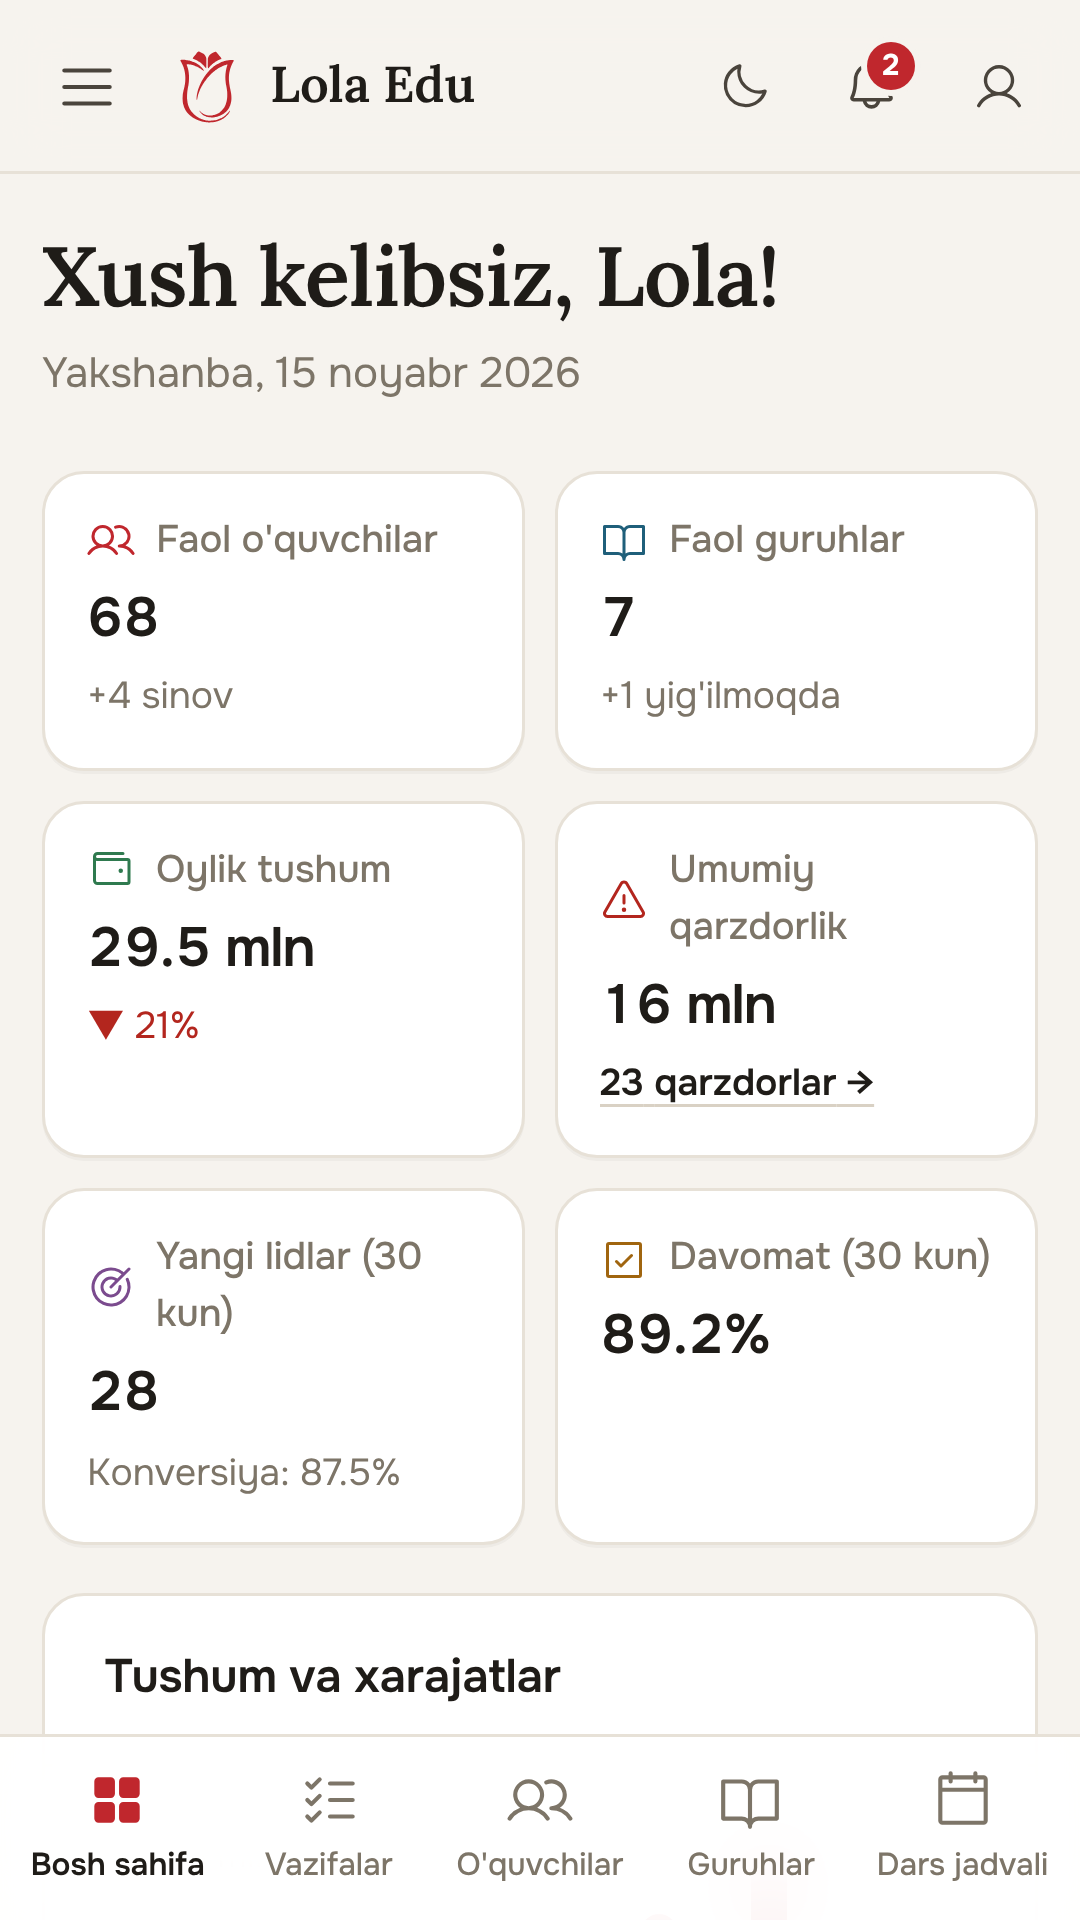 Lola Edu
2
Xush kelibsiz, Lola!
Yakshanba, 15 noyabr 2026
Faol o'quvchilar
68
+4 sinov
Faol guruhlar
7
+1 yig'ilmoqda
Oylik tushum
29.5 mln
▼ 21%
Umumiy
qarzdorlik
16 mln
23 qarzdorlar →
Yangi lidlar (30
kun)
28
Konversiya: 87.5%
Davomat (30 kun)
89.2%
Tushum va xarajatlar
Bosh sahifa
Vazifalar
O'quvchilar
Guruhlar
Dars jadvali